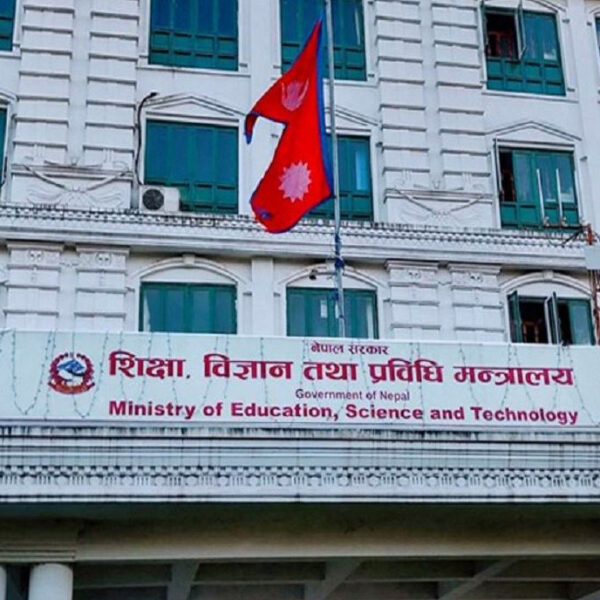 नेपाल सरकार
शिक्षा, विज्ञान तथा प्रविधि मन्त्रालय
Government of Nepal
Ministry of Education, Science and Technology